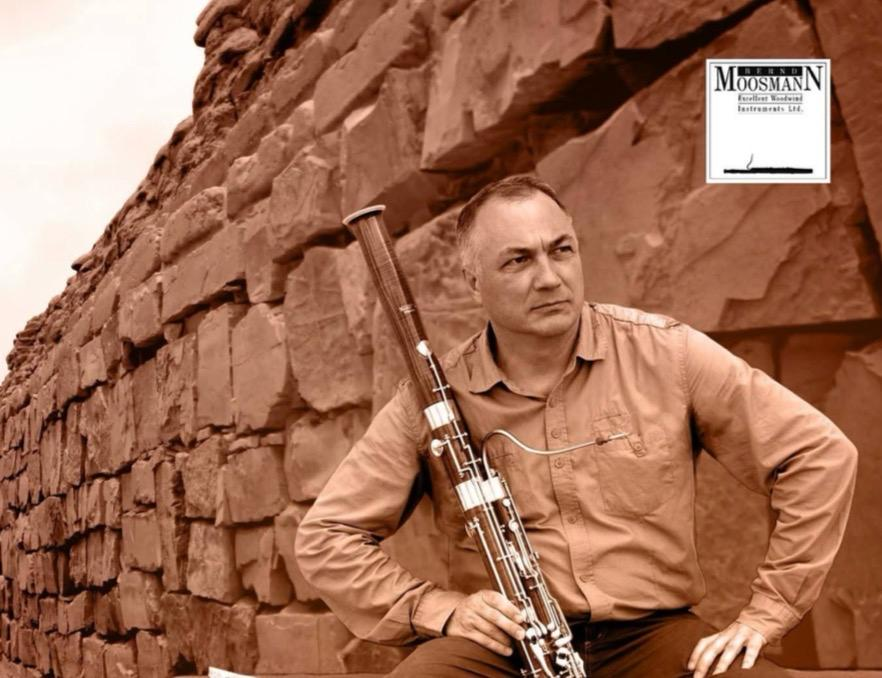 BERND
MOOSMANN
Excellent Woodwind
Instruments Ltd.